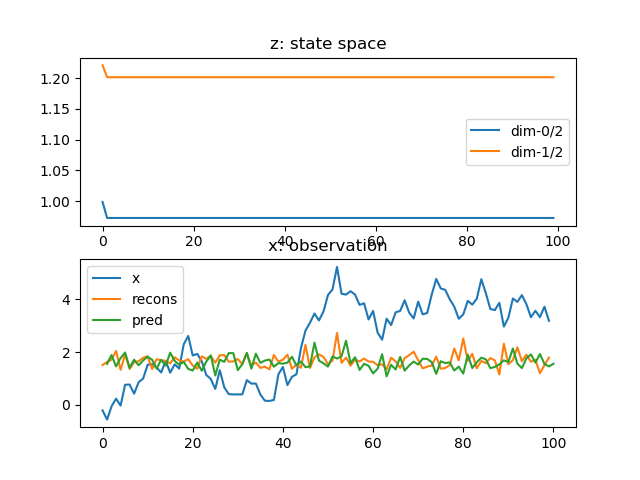 z: state space
1.20
1.15
1.10
1.05
1.00
dim-0/2
dim-1/2
0 20 40 60 80 100
x: observation
4
2
0
x
recons
pred
0 20 40 60 80 100